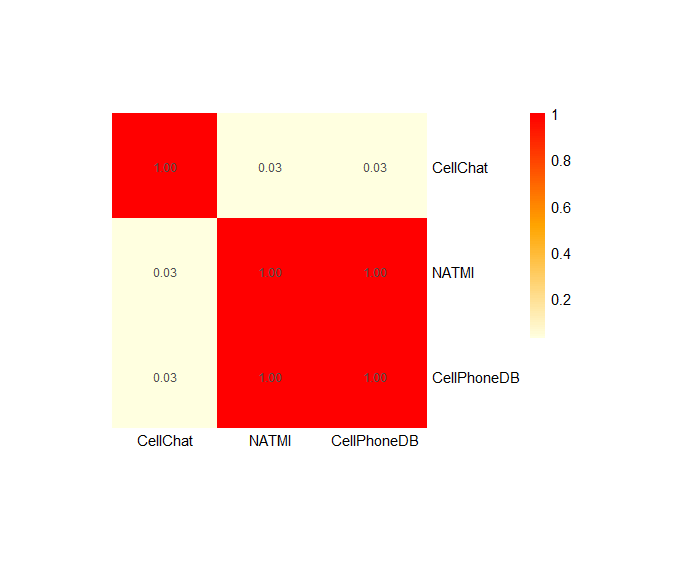 1
1.00 0.03 0.03 CellChat
0.8
0.6
0.03 1.00 1.00 NATMI
0.4
0.2
0.03 1.00 1.00 CellPhoneDB
CellChat NATMI CellPhoneDB